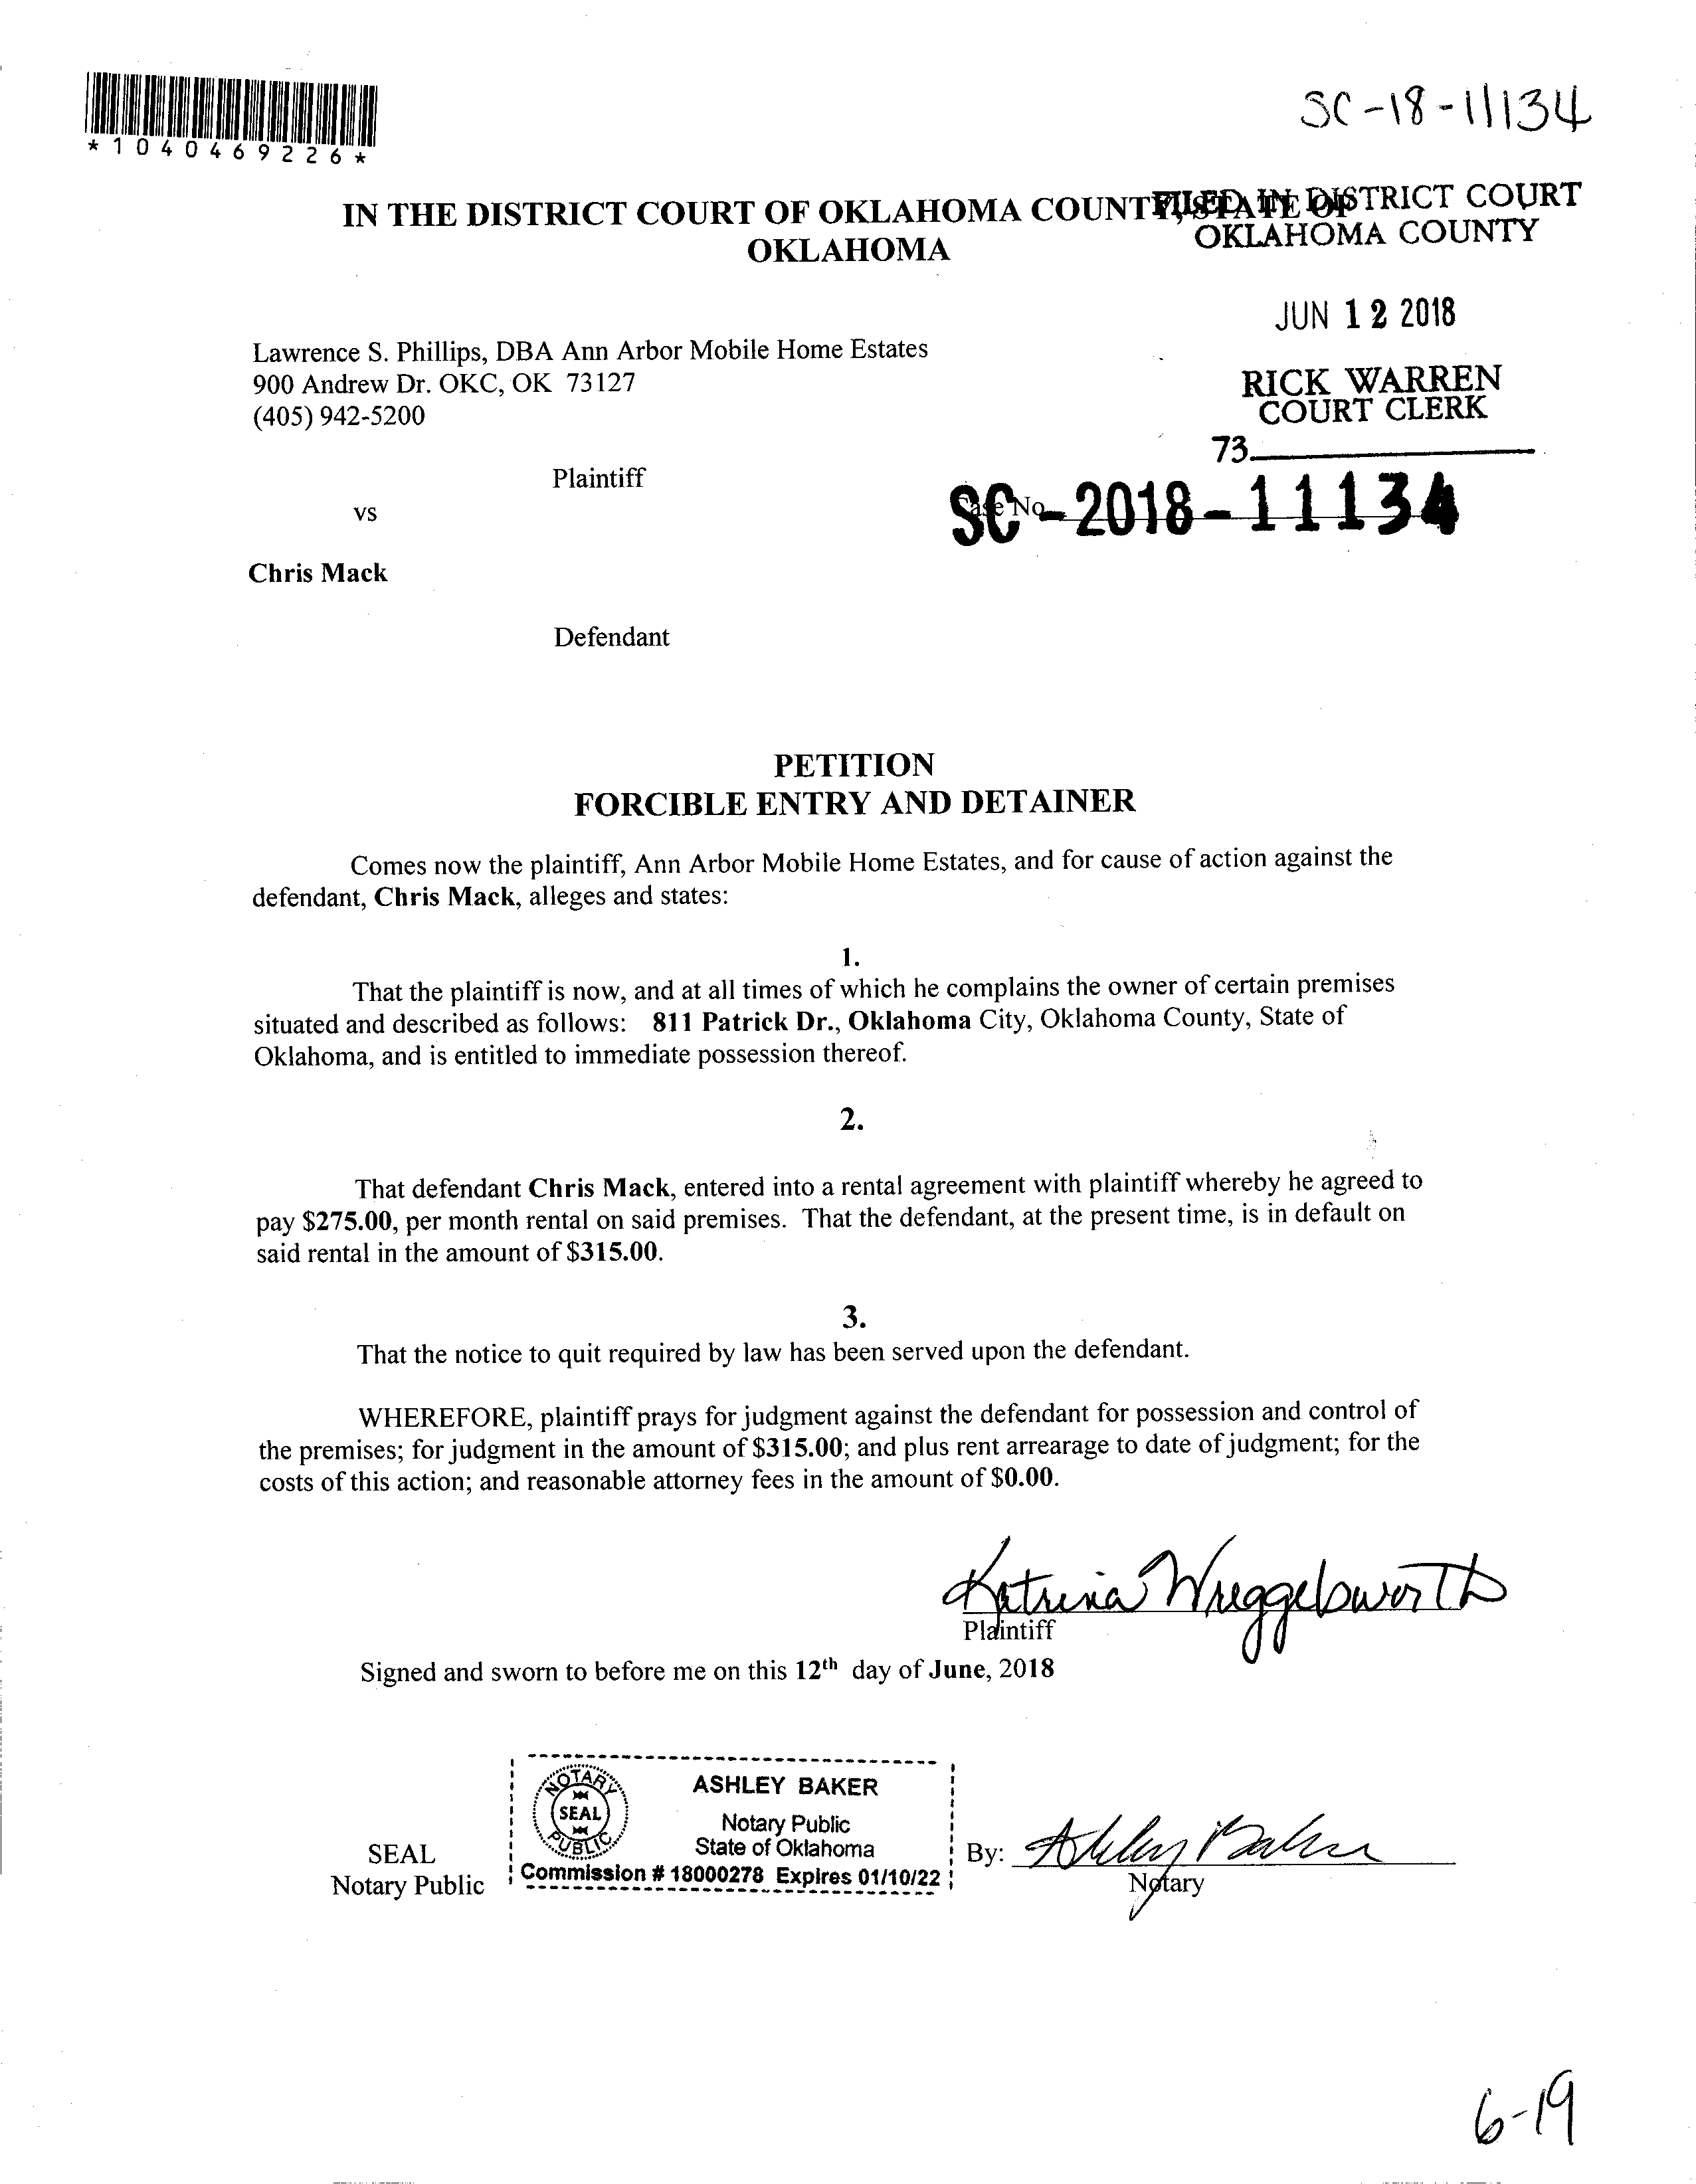 SC-18-11134
*1040469226*
IN THE DISTRICT COURT OF OKLAHOMA COUNTY, STATE OF
OKLAHOMA
FILED IN DISTRICT COURT
OKLAHOMA COUNTY
JUN 12 2018
RICK WARREN
COURT CLERK
73
Lawrence S. Phillips, DBA Ann Arbor Mobile Home Estates
900 Andrew Dr. OKC, OK 73127
(405) 942-5200
Plaintiff
vs
Case No.
SC-2018-11134
Chris Mack
Defendant
PETITION
FORCIBLE ENTRY AND DETAINER
Comes now the plaintiff, Ann Arbor Mobile Home Estates, and for cause of action against the
defendant, Chris Mack, alleges and states:
1.
That the plaintiff is now, and at all times of which he complains the owner of certain premises
situated and described as follows: 811 Patrick Dr., Oklahoma City, Oklahoma County, State of
Oklahoma, and is entitled to immediate possession thereof.
2.
That defendant Chris Mack, entered into a rental agreement with plaintiff whereby he agreed to
pay $275.00, per month rental on said premises. That the defendant, at the present time, is in default on
said rental in the amount of $315.00.
3.
That the notice to quit required by law has been served upon the defendant.
WHEREFORE, plaintiff prays for judgment against the defendant for possession and control of
the premises; for judgment in the amount of $315.00; and plus rent arrearage to date of judgment; for the
costs of this action; and reasonable attorney fees in the amount of $0.00.
Katrina Wreggelsworth
Plaintiff
Signed and sworn to before me on this 12th day of June, 2018
NOTARY
SEAL
PUBLIC
ASHLEY BAKER
Notary Public
State of Oklahoma
Commission # 18000278 Expires 01/10/22
SEAL
Notary Public
By: Ashley Baker
Notary
6-19